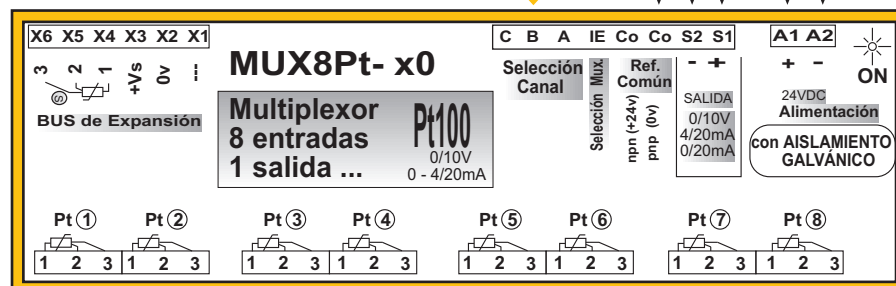 X6 X5 X4 X3 X2 X1
3 2 1 +Vs 0v ---
S
BUS de Expansión
MUX8Pt- x0
Multiplexor
8 entradas
1 salida ...
Pt100
0/10V
0 - 4/20mA
C B A IE Co Co S2 S1
Selección
Canal
Selección Mux.
Ref.
Común
npn (+24v)
pnp (0v)
- +
SALIDA
0/10V
4/20mA
0/20mA
A1 A2
+ -
24VDC
Alimentación
ON
con AISLAMIENTO
GALVÁNICO
Pt 1 Pt 2 Pt 3 Pt 4 Pt 5 Pt 6 Pt 7 Pt 8
1 2 3 1 2 3 1 2 3 1 2 3 1 2 3 1 2 3 1 2 3 1 2 3